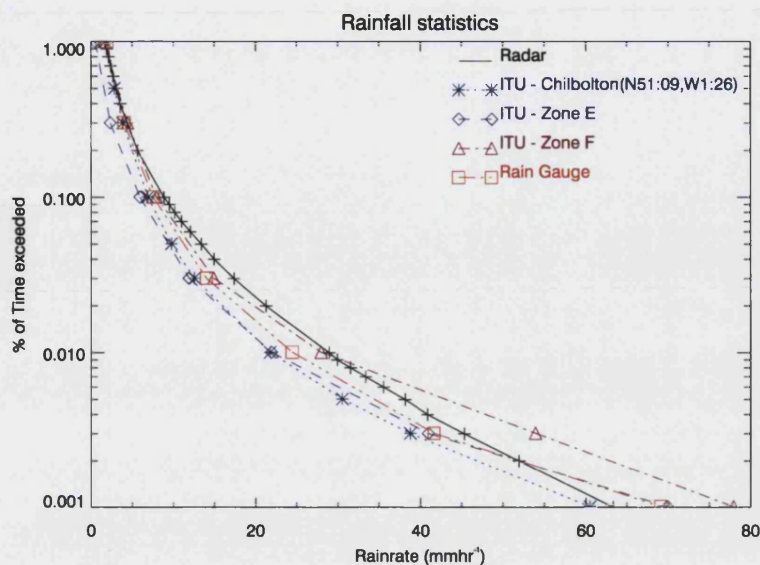 Rainfall statistics
1.000
0.100
0.010
0.001
% of Time exceeded
Radar
ITU - Chilbolton(N51:09,W1:26)
ITU - Zone E
ITU - Zone F
Rain Gauge
0 20 40 60 80
Rainrate (mmhr⁻¹)